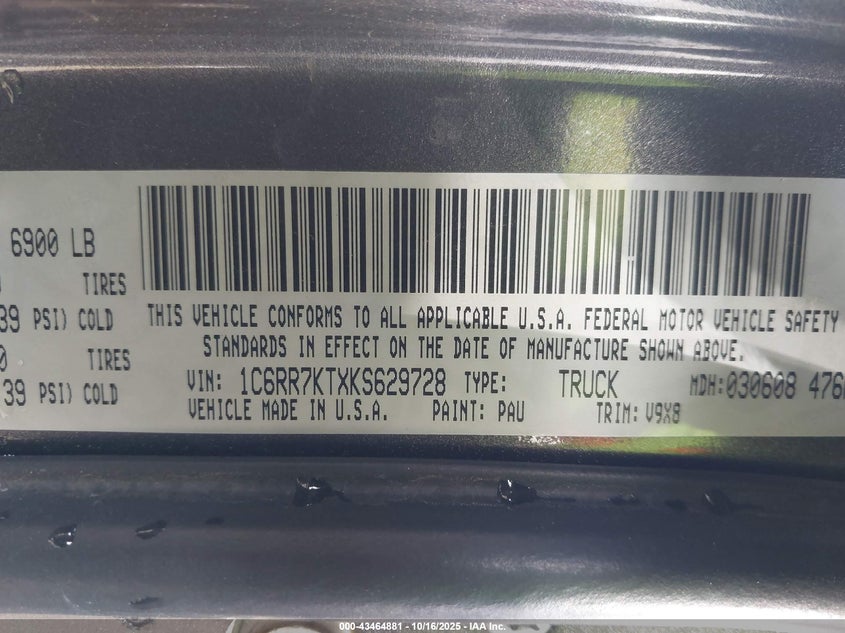 6900 LB
TIRES
39 PSI) COLD
TIRES
39 PSI) COLD
THIS VEHICLE CONFORMS TO ALL APPLICABLE U.S.A. FEDERAL MOTOR VEHICLE SAFETY
STANDARDS IN EFFECT ON THE DATE OF MANUFACTURE SHOWN ABOVE.
VIN: 1C6RR7KTXKS629728 TYPE: TRUCK MDH:030608 476
VEHICLE MADE IN U.S.A. PAINT: PAU TRIM: V9X8
000-43464881 - 10/16/2025 - IAA Inc.